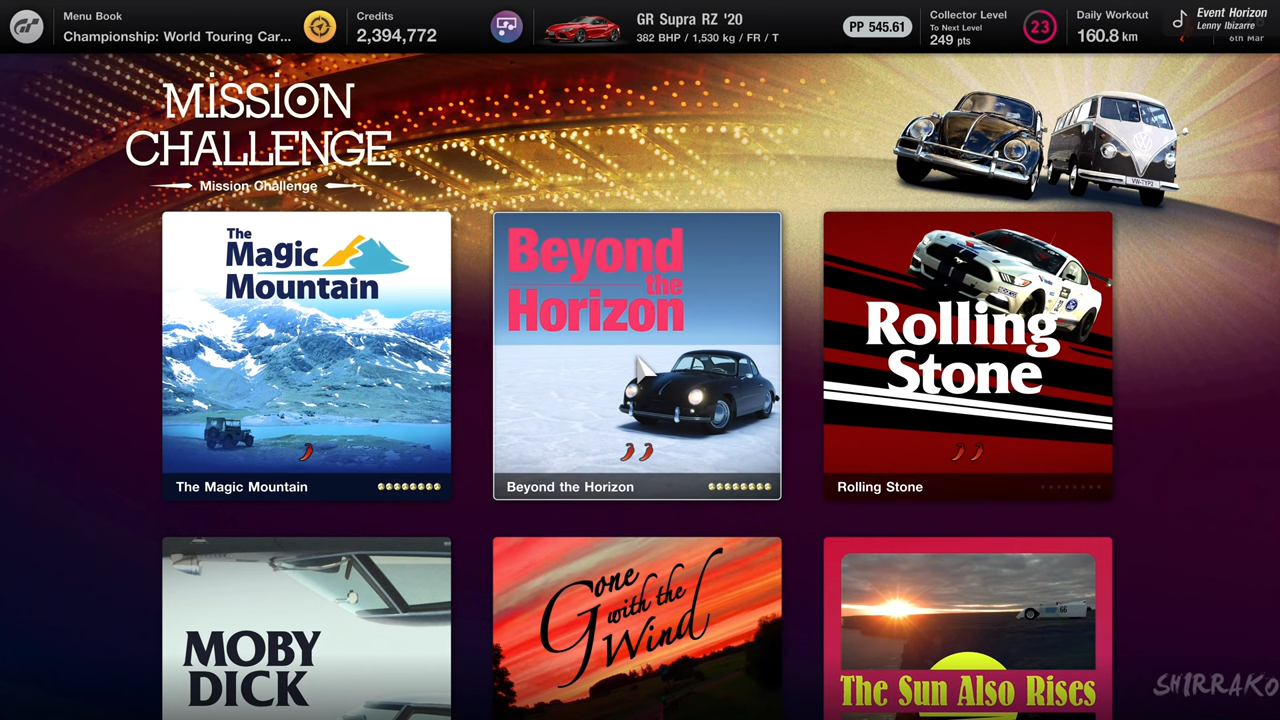 Menu Book
Championship: World Touring Car...
Credits
2,394,772
GR Supra RZ '20
382 BHP / 1,530 kg / FR / T
PP 545.61
Collector Level
To Next Level
249 pts
23
Daily Workout
160.8 km
Event Horizon
Lenny Ibizarre
6th Mar
MISSION
CHALLENGE
Mission Challenge
The
Magic
Mountain
The Magic Mountain
Beyond
the
Horizon
Beyond the Horizon
Rolling
Stone
Rolling Stone
MOBY
DICK
Gone
with the
Wind
66
The Sun Also Rises
VW-TYP2
SHIRRAKO